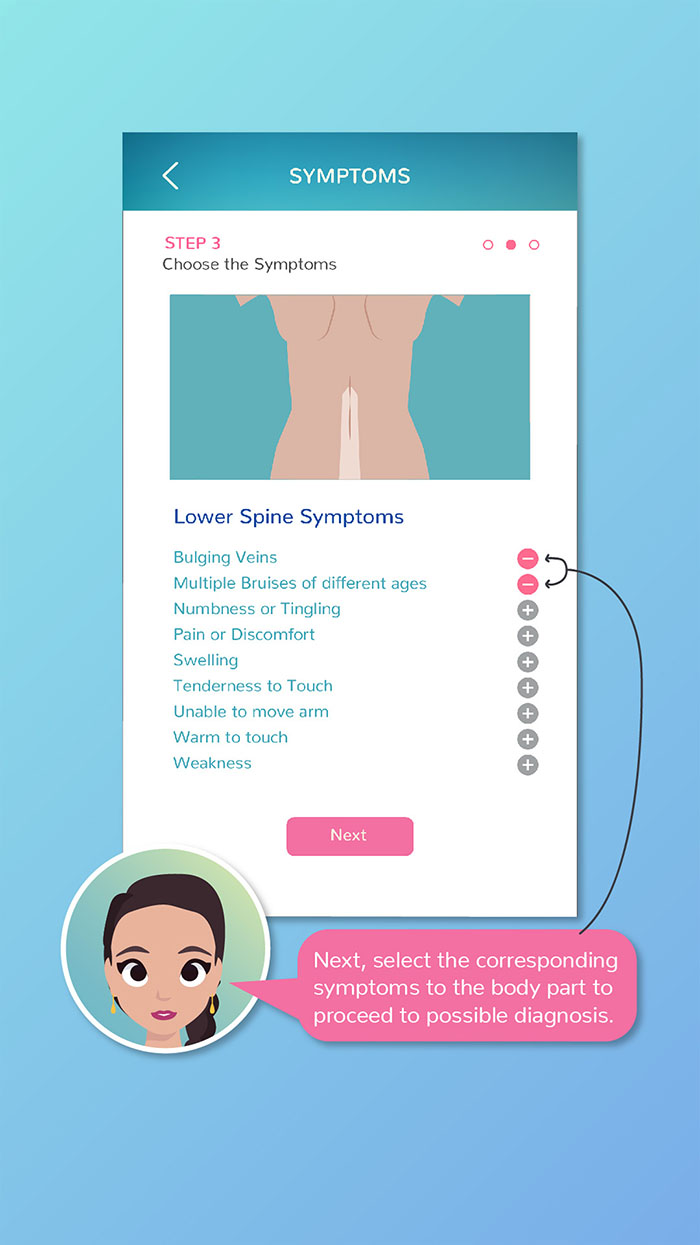 SYMPTOMS
STEP 3
Choose the Symptoms
Lower Spine Symptoms
Bulging Veins
Multiple Bruises of different ages
Numbness or Tingling
Pain or Discomfort
Swelling
Tenderness to Touch
Unable to move arm
Warm to touch
Weakness
Next
Next, select the corresponding
symptoms to the body part to
proceed to possible diagnosis.